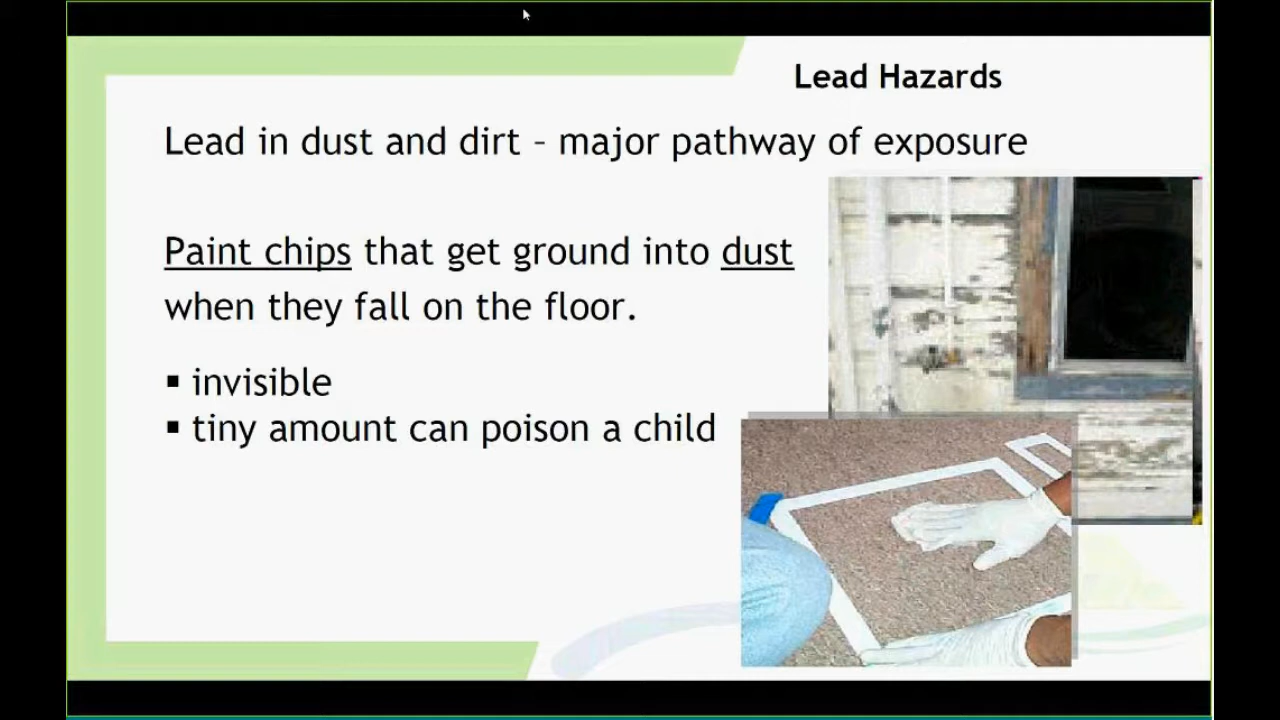 Lead Hazards
Lead in dust and dirt – major pathway of exposure
Paint chips that get ground into dust
when they fall on the floor.
▪ invisible
▪ tiny amount can poison a child